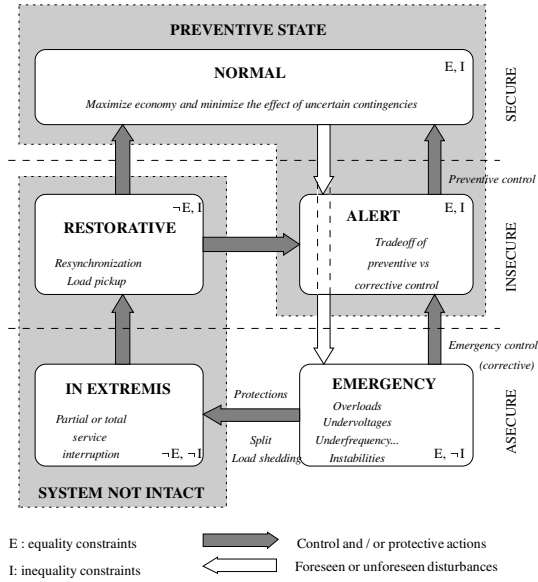 PREVENTIVE STATE
NORMAL
E, I
Maximize economy and minimize the effect of uncertain contingencies
SECURE
Preventive control
RESTORATIVE
¬E, I
Resynchronization
Load pickup
ALERT
E, I
Tradeoff of
preventive vs
corrective control
INSECURE
Emergency control
(corrective)
IN EXTREMIS
Partial or total
service
interruption
¬E, ¬I
Protections
Split
Load shedding
EMERGENCY
Overloads
Undervoltages
Underfrequency...
Instabilities
E, ¬I
ASECURE
SYSTEM NOT INTACT
E : equality constraints
Control and / or protective actions
I: inequality constraints
Foreseen or unforeseen disturbances